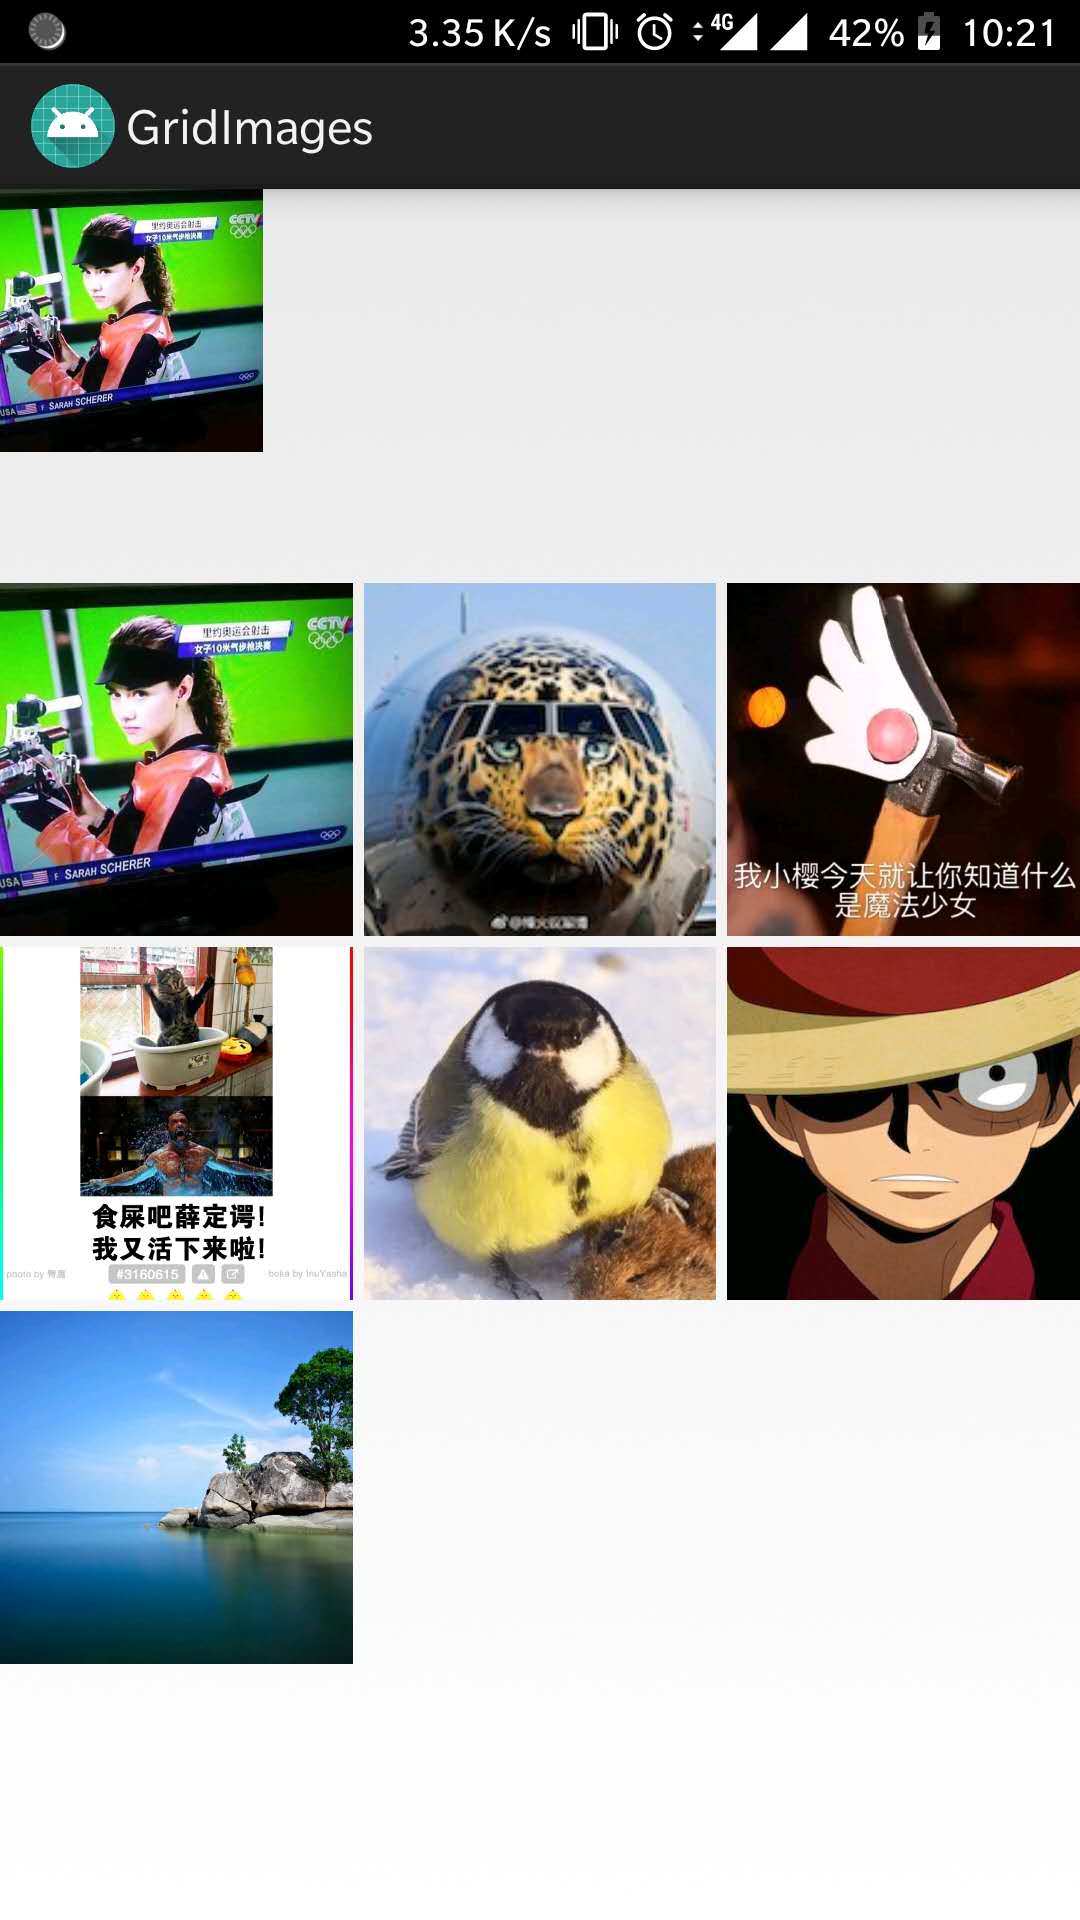 3.35 K/s
4G
42%
10:21
GridImages
里约奥运会射击
女子10米气步枪决赛
CCTV
USA F SARAH SCHERER
里约奥运会射击
女子10米气步枪决赛
CCTV
USA F SARAH SCHERER
我小樱今天就让你知道什么
是魔法少女
食屎吧薛定谔!
我又活下来啦!
photo by
#3160615
boke by InuYasha